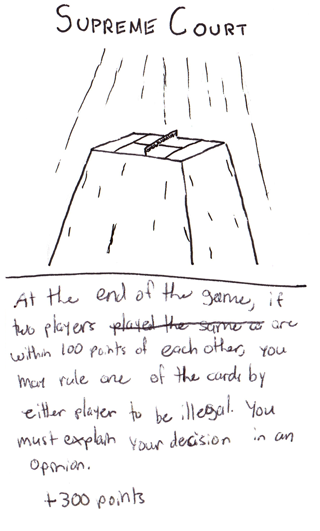 SUPREME COURT
At the end of the game, if
two players played the same as are
within 100 points of each other, you
may rule one of the cards by
either player to be illegal. You
must explain your decision in an
opinion.
+300 points